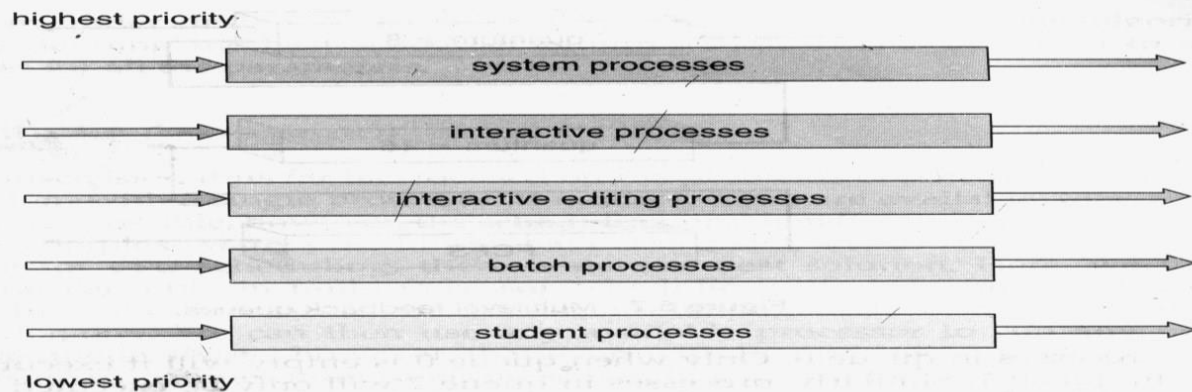 highest priority
system processes
interactive processes
interactive editing processes
batch processes
student processes
lowest priority